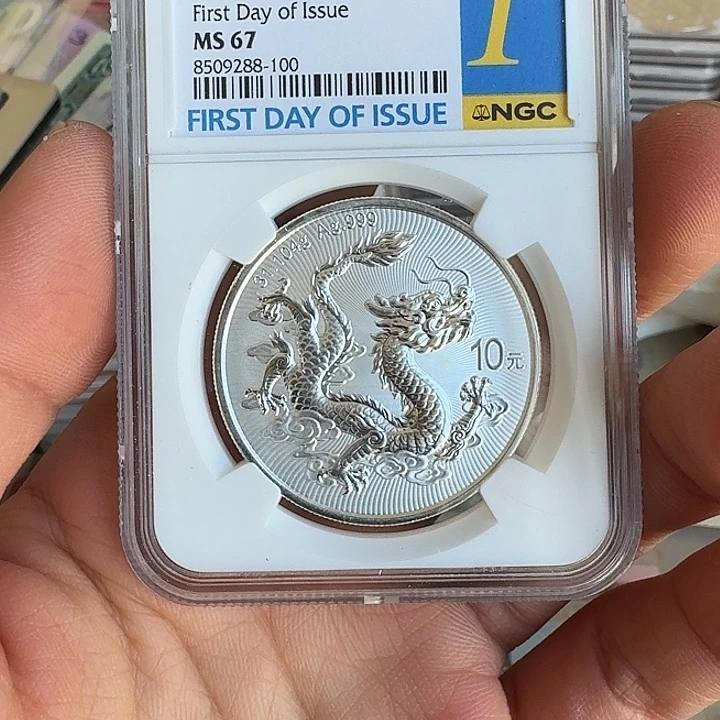 First Day of Issue
MS 67
8509288-100
FIRST DAY OF ISSUE
NGC
31.104g Ag.999
10元